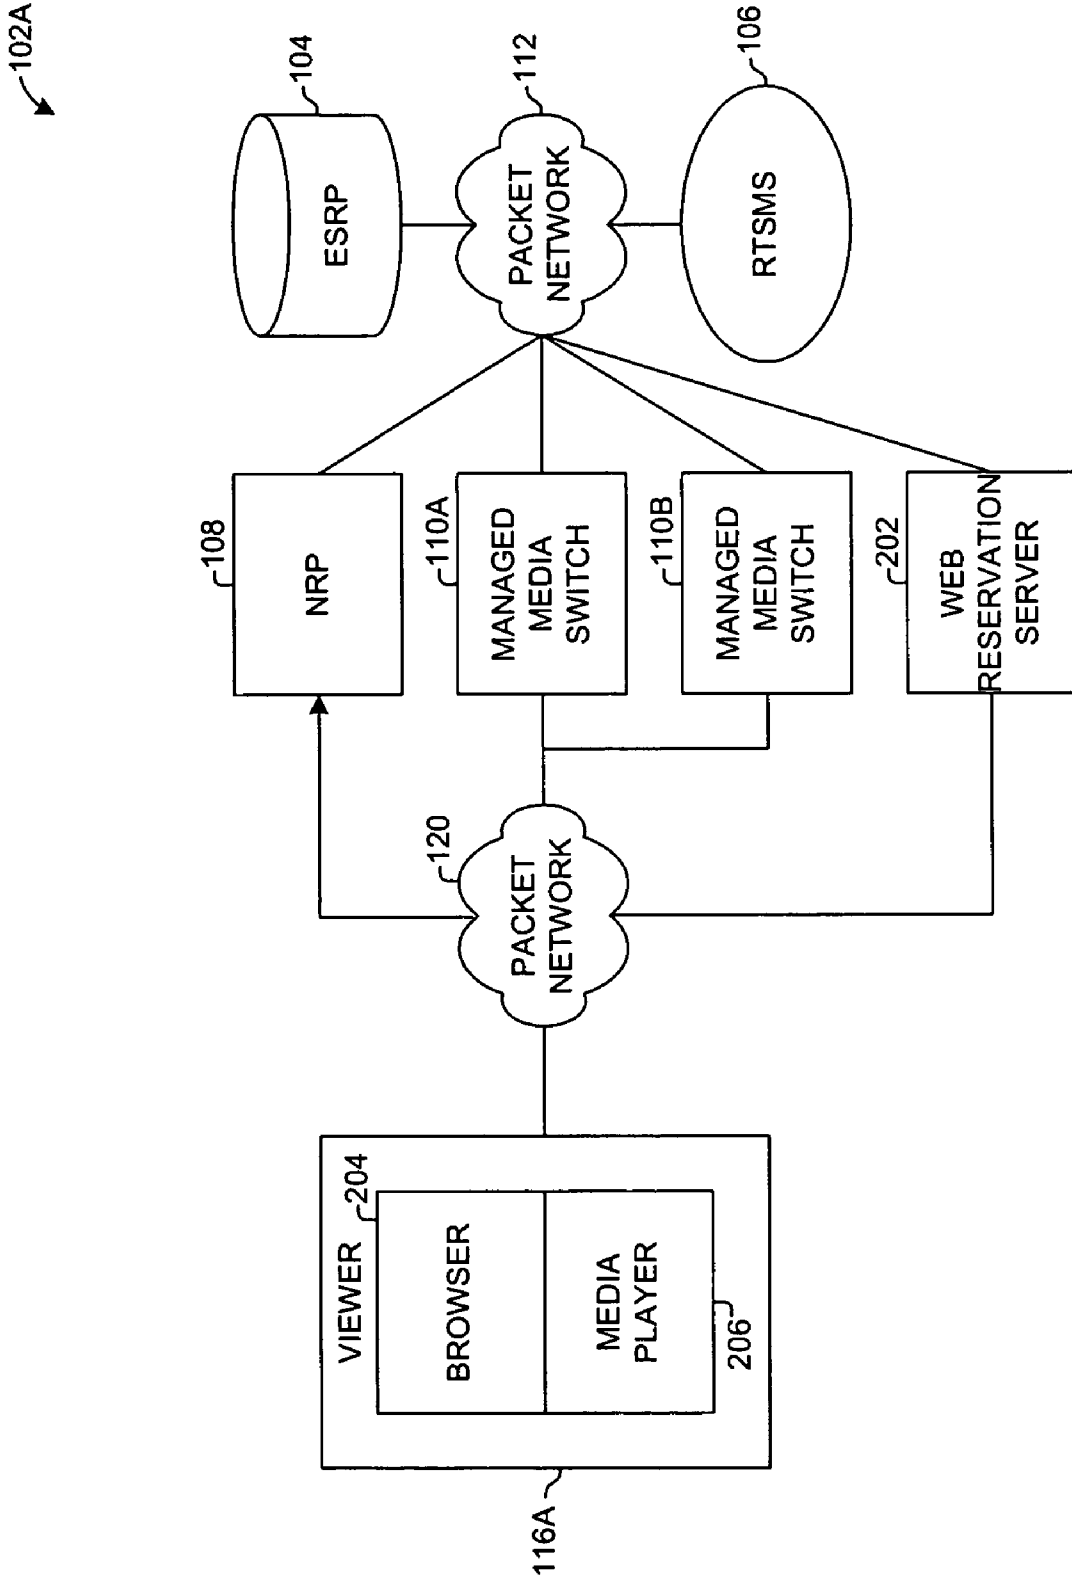 102A
104
ESRP
112
PACKET
NETWORK
106
RTSMS
108
NRP
110A
MANAGED
MEDIA
SWITCH
110B
MANAGED
MEDIA
SWITCH
202
WEB
RESERVATION
SERVER
120
PACKET
NETWORK
VIEWER
204
BROWSER
MEDIA
PLAYER
206
116A